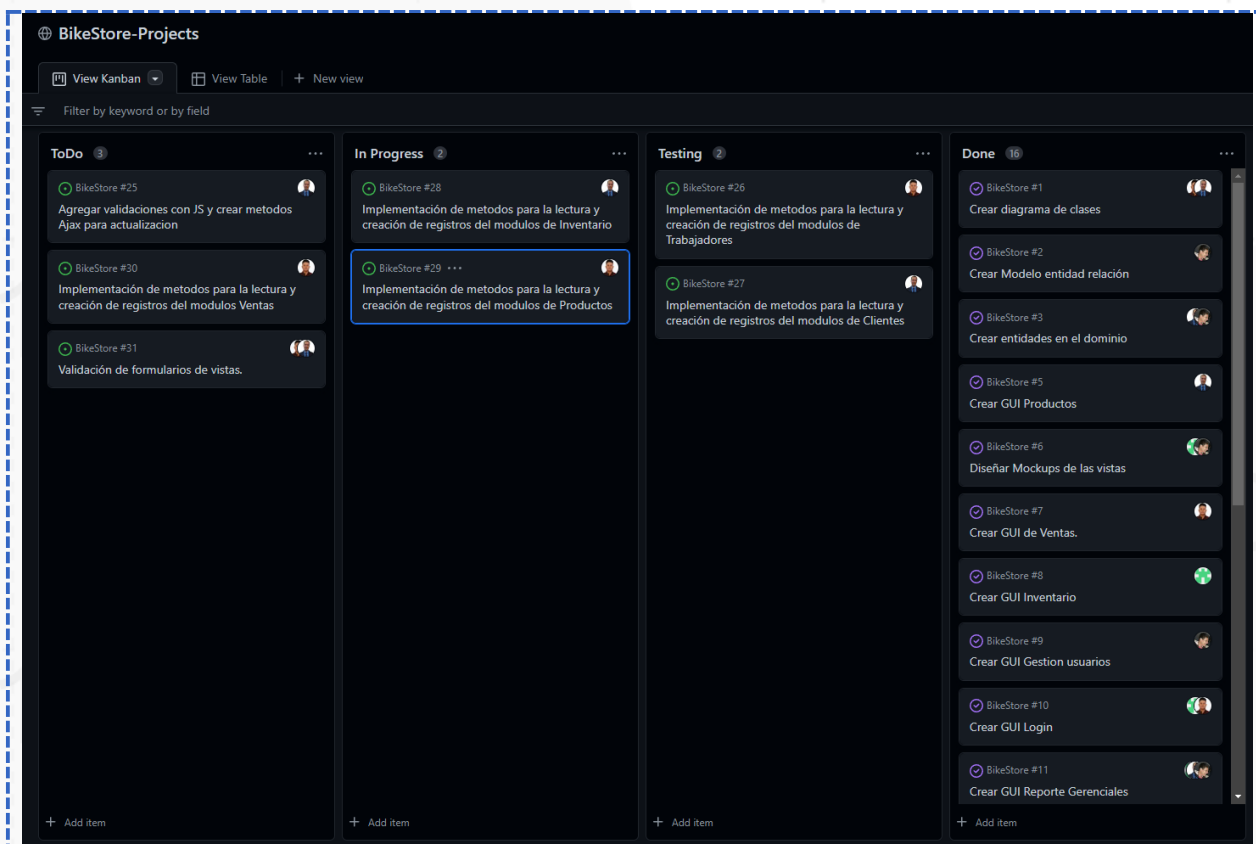 BikeStore-Projects
View Kanban
View Table
+ New view
Filter by keyword or by field
ToDo 3
BikeStore #25
Agregar validaciones con JS y crear metodos
Ajax para actualizacion
BikeStore #30
Implementación de metodos para la lectura y
creación de registros del modulos Ventas
BikeStore #31
Validación de formularios de vistas.
+ Add item
In Progress 2
BikeStore #28
Implementación de metodos para la lectura y
creación de registros del modulos de Inventario
BikeStore #29 ···
Implementación de metodos para la lectura y
creación de registros del modulos de Productos
+ Add item
Testing 2
BikeStore #26
Implementación de metodos para la lectura y
creación de registros del modulos de
Trabajadores
BikeStore #27
Implementación de metodos para la lectura y
creación de registros del modulos de Clientes
+ Add item
Done 16
BikeStore #1
Crear diagrama de clases
BikeStore #2
Crear Modelo entidad relación
BikeStore #3
Crear entidades en el dominio
BikeStore #5
Crear GUI Productos
BikeStore #6
Diseñar Mockups de las vistas
BikeStore #7
Crear GUI de Ventas.
BikeStore #8
Crear GUI Inventario
BikeStore #9
Crear GUI Gestion usuarios
BikeStore #10
Crear GUI Login
BikeStore #11
Crear GUI Reporte Gerenciales
+ Add item